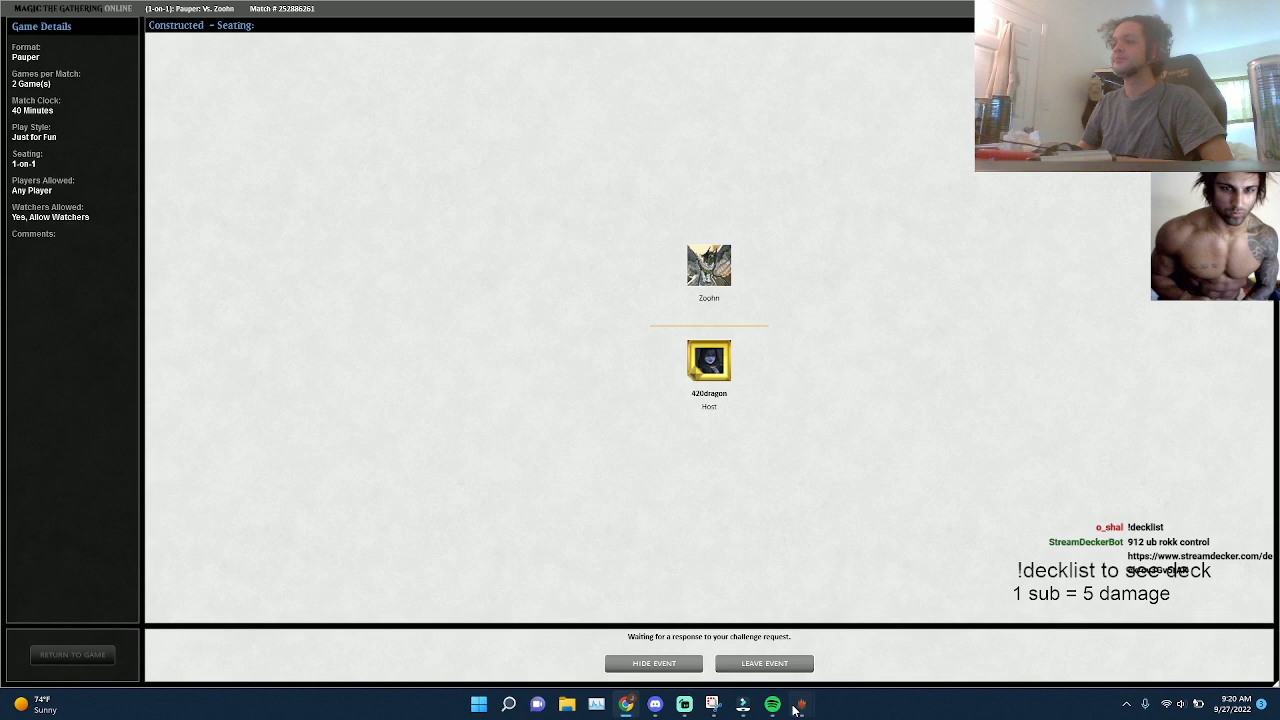 MAGIC THE GATHERING ONLINE (1-on-1): Pauper: Vs. Zoohn Match # 252886261
Game Details
Constructed - Seating:
Format:
Pauper
Games per Match:
2 Game(s)
Match Clock:
40 Minutes
Play Style:
Just for Fun
Seating:
1-on-1
Players Allowed:
Any Player
Watchers Allowed:
Yes, Allow Watchers
Comments:
Zoohn
420dragon
Host
o_shal !decklist
StreamDeckerBot 912 ub rokk control
https://www.streamdecker.com/de
!decklist to see deck
1 sub = 5 damage
Waiting for a response to your challenge request.
RETURN TO GAME
HIDE EVENT
LEAVE EVENT
74°F
Sunny
9:20 AM
9/27/2022
3